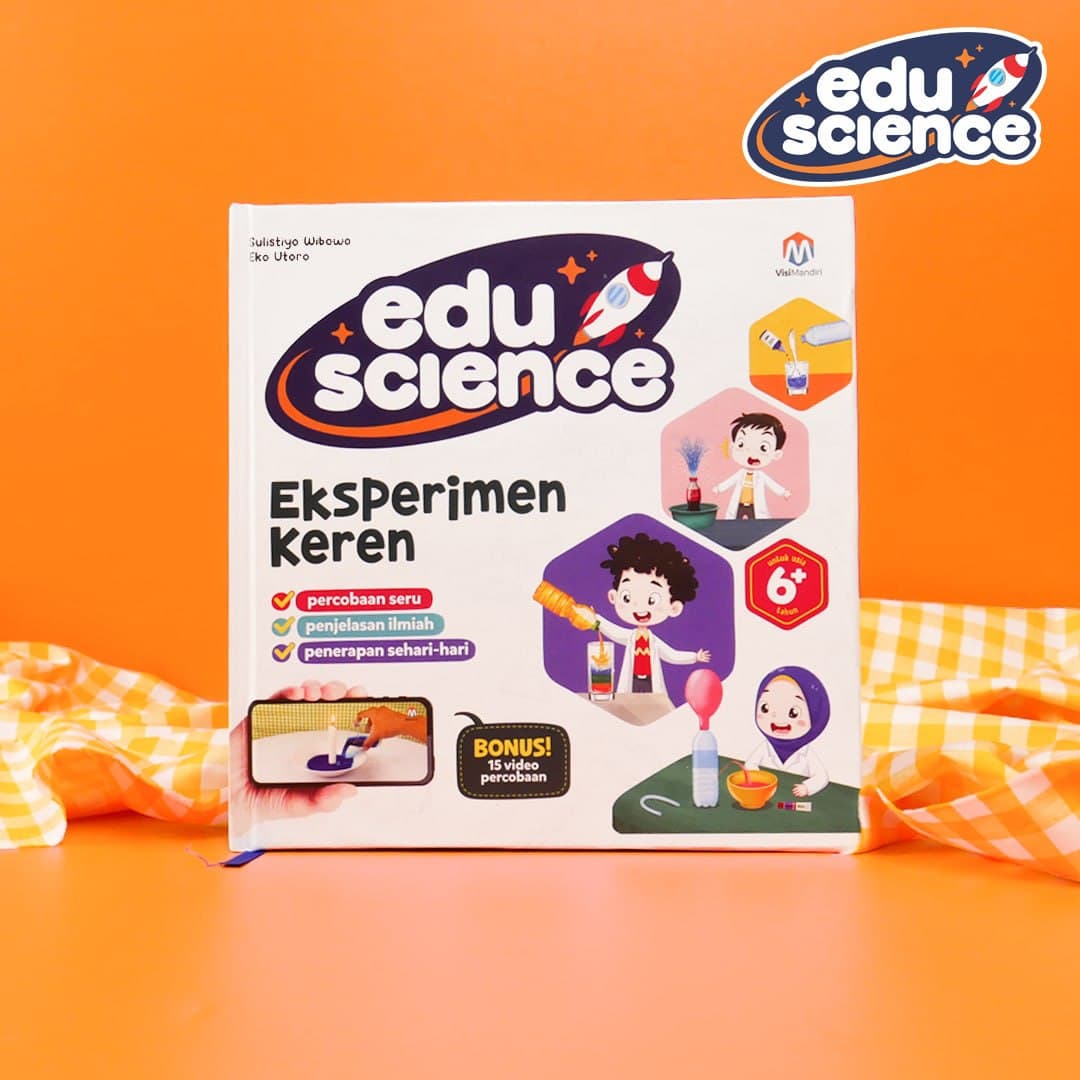 edu
science
Sulistiyo Wibowo
Eko Utoro
VisiMandiri
edu
science
Eksperimen
Keren
percobaan seru
penjelasan ilmiah
penerapan sehari-hari
untuk usia
6+
tahun
BONUS!
15 video
percobaan